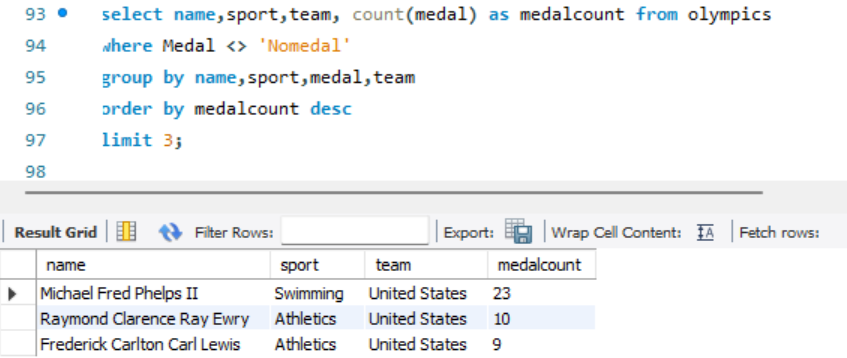 93 select name,sport,team, count(medal) as medalcount from olympics
94 where Medal <> 'Nomedal'
95 group by name,sport,medal,team
96 order by medalcount desc
97 limit 3;
98
Result Grid Filter Rows: Export: Wrap Cell Content: IA Fetch rows:
name sport team medalcount
Michael Fred Phelps II Swimming United States 23
Raymond Clarence Ray Ewry Athletics United States 10
Frederick Carlton Carl Lewis Athletics United States 9